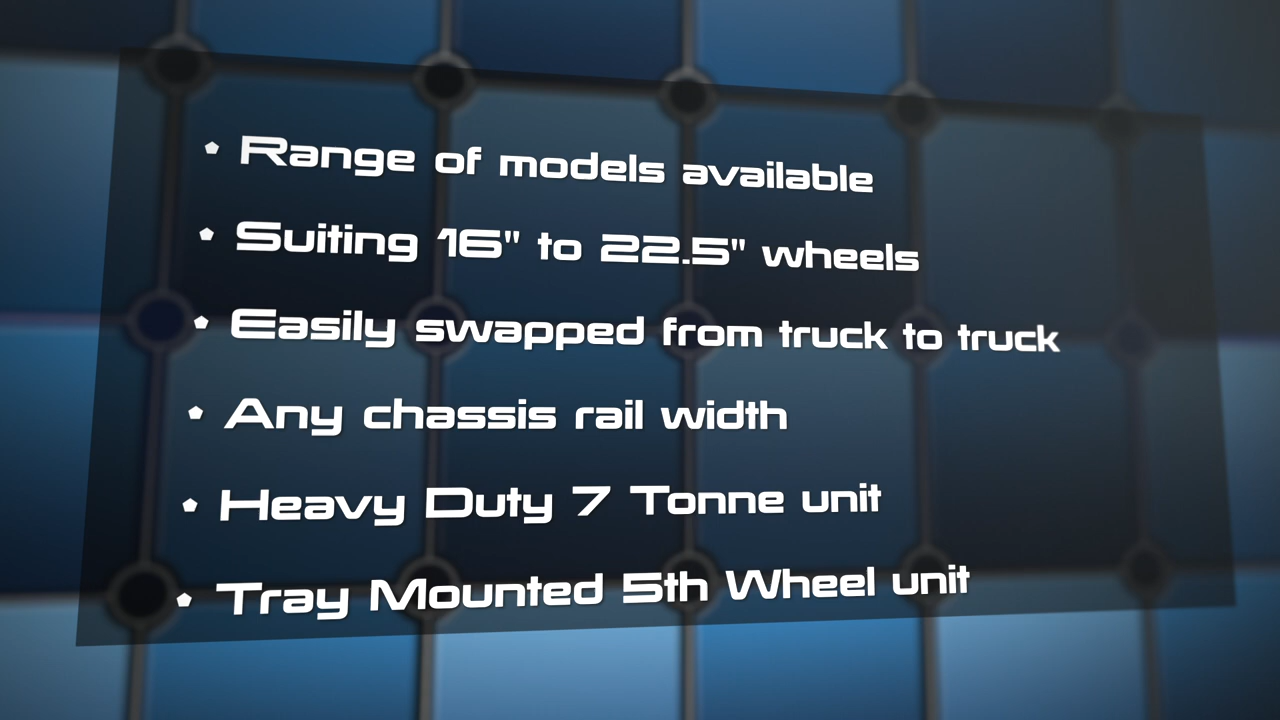 • Range of models available
• Suiting 16" to 22.5" wheels
• Easily swapped from truck to truck
• Any chassis rail width
• Heavy Duty 7 Tonne unit
• Tray Mounted 5th Wheel unit